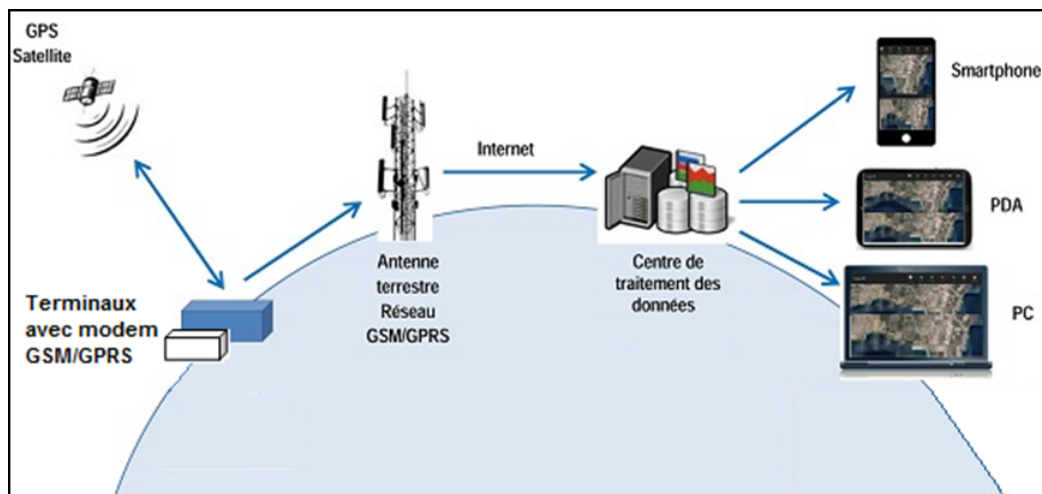 GPS
Satellite
Smartphone
Internet
PDA
Antenne
terrestre
Réseau
GSM/GPRS
Centre de
traitement des
données
Terminaux
avec modem
GSM/GPRS
PC